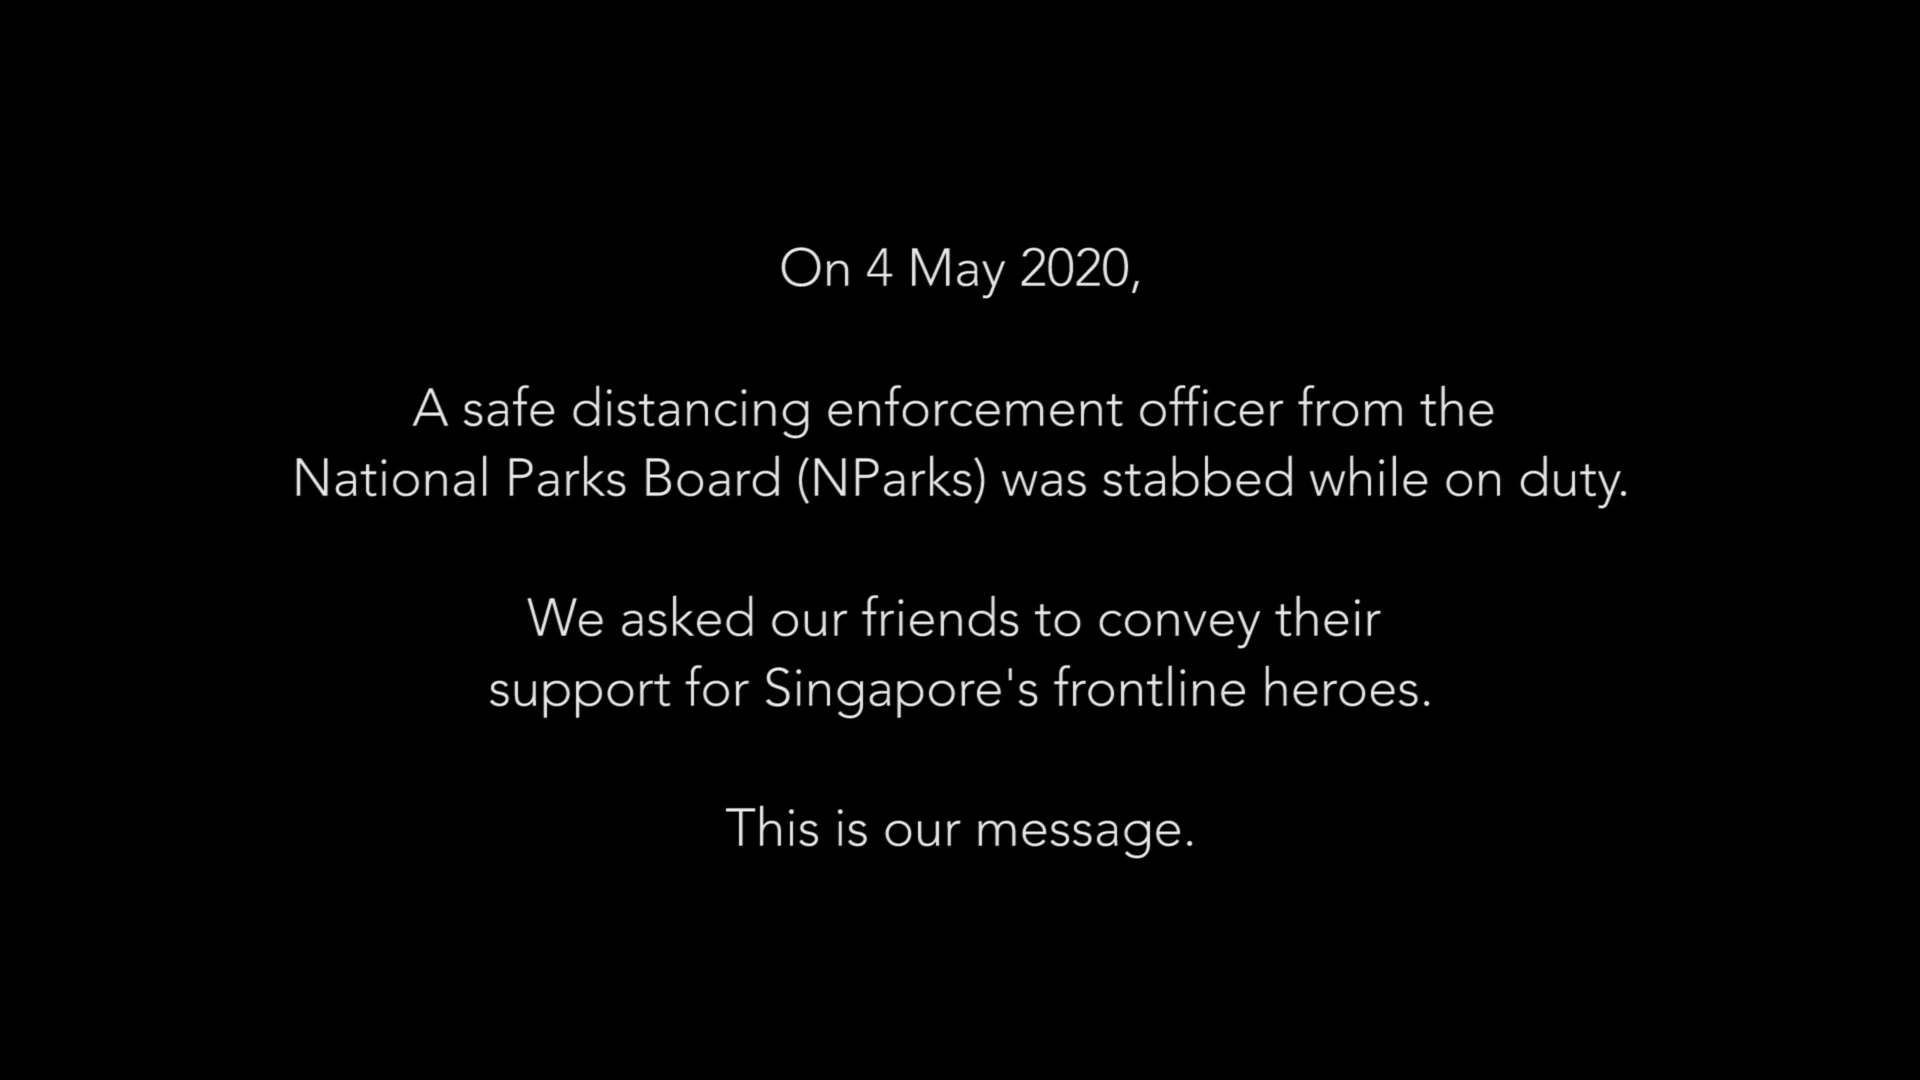 On 4 May 2020,
A safe distancing enforcement officer from the
National Parks Board (NParks) was stabbed while on duty.
We asked our friends to convey their
support for Singapore's frontline heroes.
This is our message.